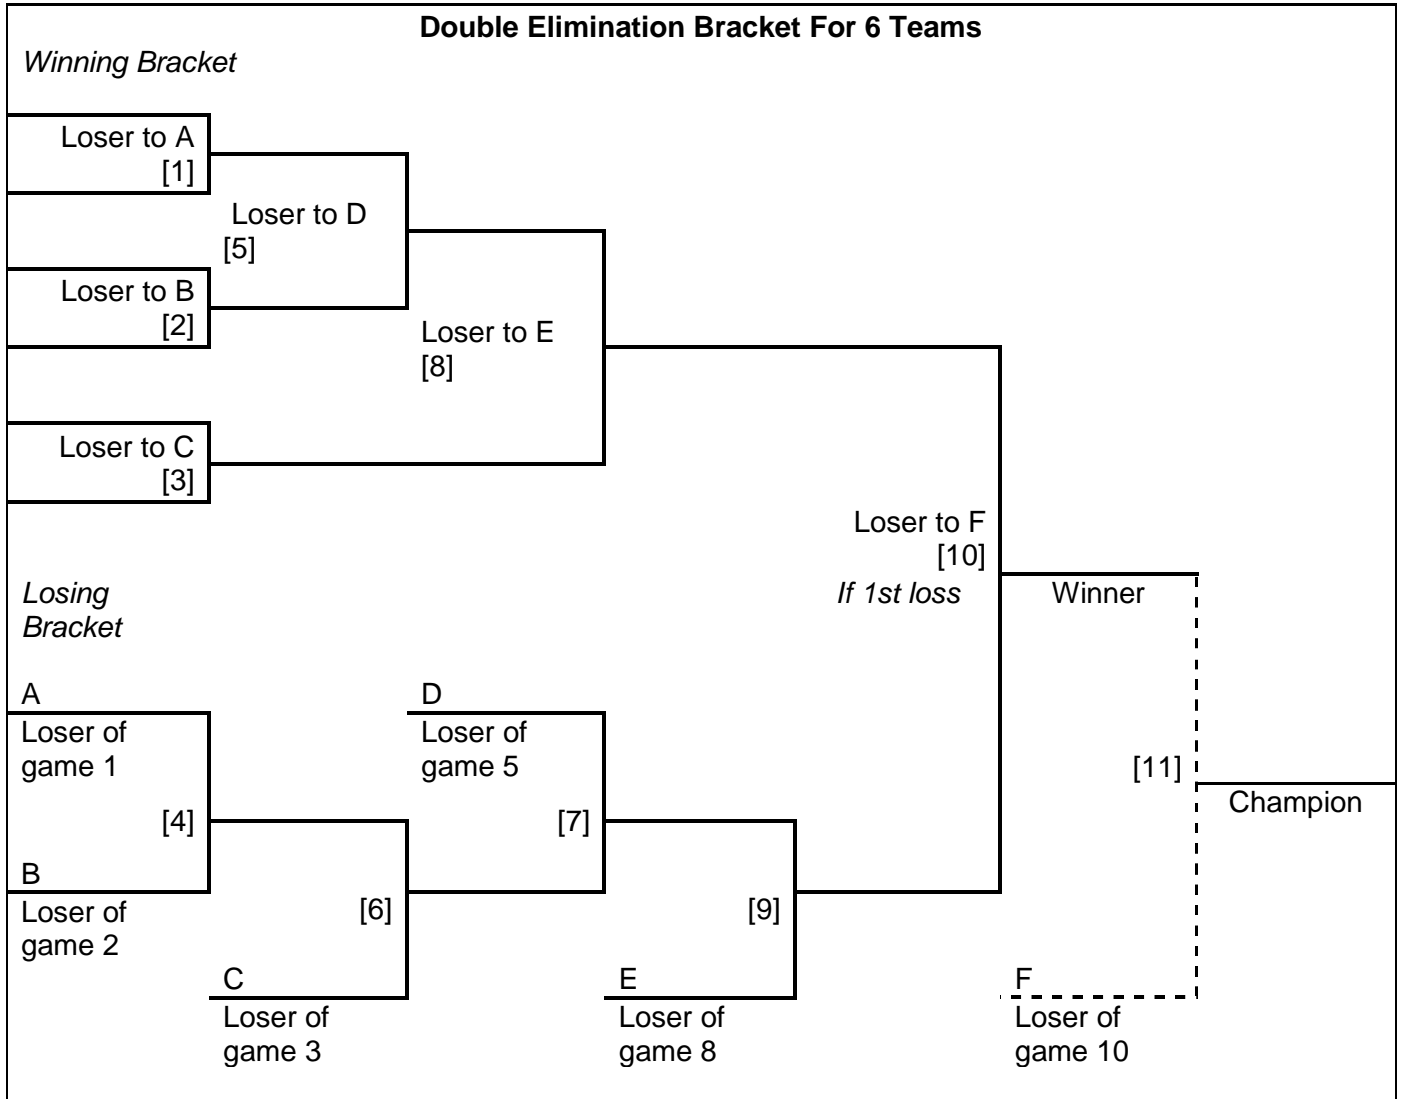 Double Elimination Bracket For 6 Teams
Winning Bracket
Loser to A
[1]
Loser to D
[5]
Loser to B
[2]
Loser to E
[8]
Loser to C
[3]
Loser to F
[10]
If 1st loss
Winner
Losing
Bracket
A
Loser of
game 1
[4]
B
Loser of
game 2
D
Loser of
game 5
[7]
[6]
C
Loser of
game 3
[9]
E
Loser of
game 8
[11]
Champion
F
Loser of
game 10